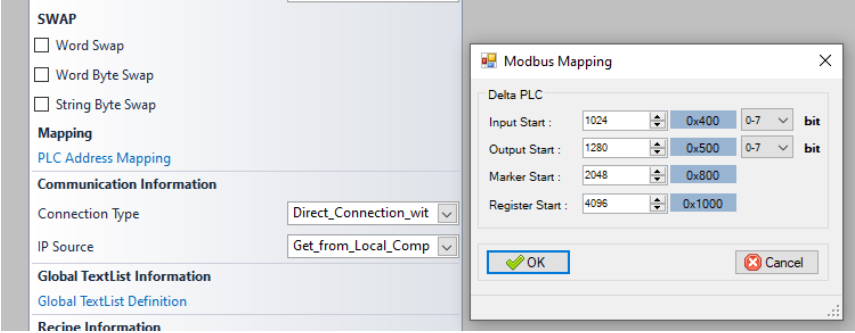 SWAP
Word Swap
Word Byte Swap
String Byte Swap
Mapping
PLC Address Mapping
Communication Information
Connection Type Direct_Connection_wit
IP Source Get_from_Local_Comp
Global TextList Information
Global TextList Definition
Recipe Information
Modbus Mapping
Delta PLC
Input Start : 1024 0x400 0-7 bit
Output Start : 1280 0x500 0-7 bit
Marker Start : 2048 0x800
Register Start : 4096 0x1000
OK Cancel